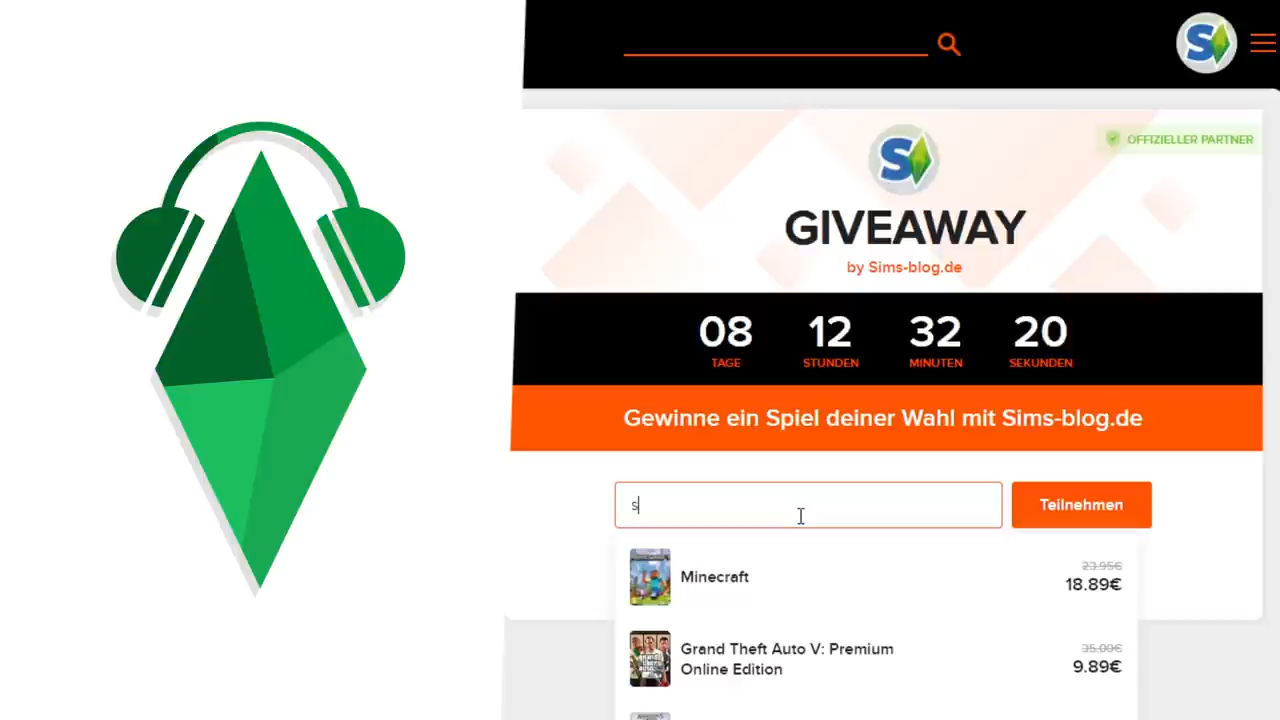 S
OFFIZIELLER PARTNER
S
GIVEAWAY
by Sims-blog.de
08 12 32 20
TAGE STUNDEN MINUTEN SEKUNDEN
Gewinne ein Spiel deiner Wahl mit Sims-blog.de
s Teilnehmen
23.95€
Minecraft
18.89€
35.00€
Grand Theft Auto V: Premium
Online Edition
9.89€